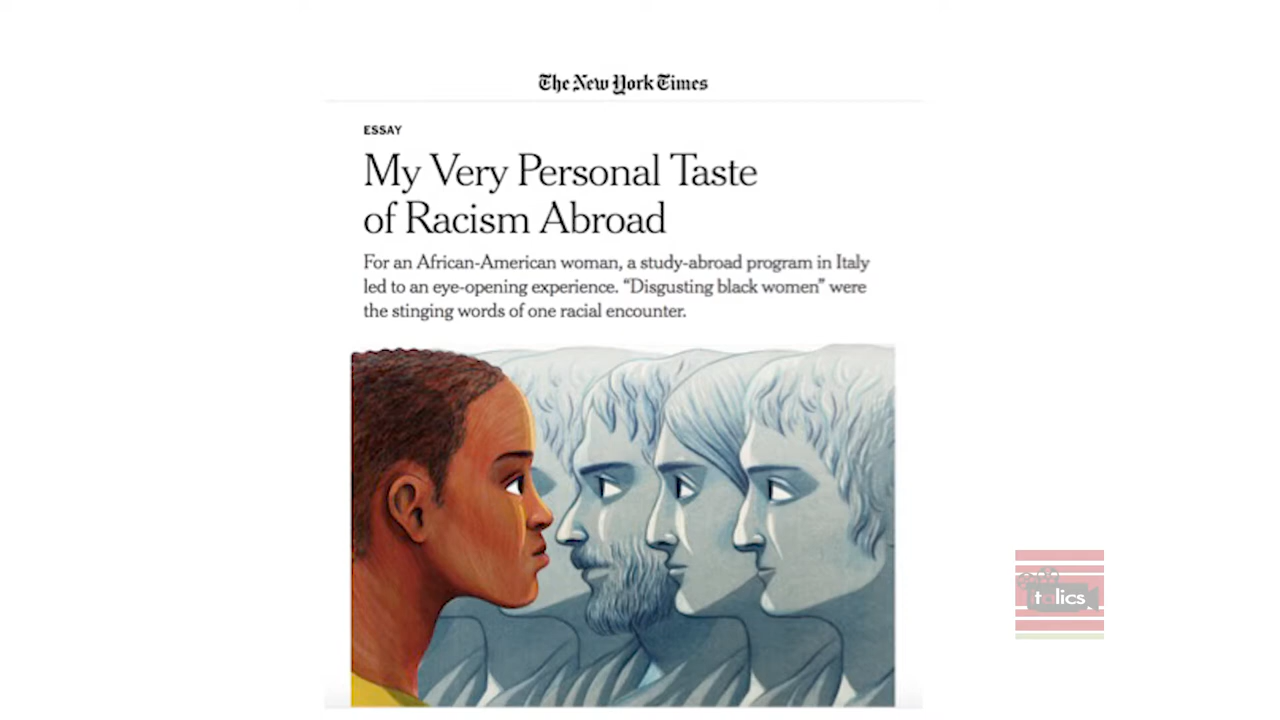 The New York Times
ESSAY
My Very Personal Taste
of Racism Abroad
For an African-American woman, a study-abroad program in Italy
led to an eye-opening experience. “Disgusting black women” were
the stinging words of one racial encounter.
Italics